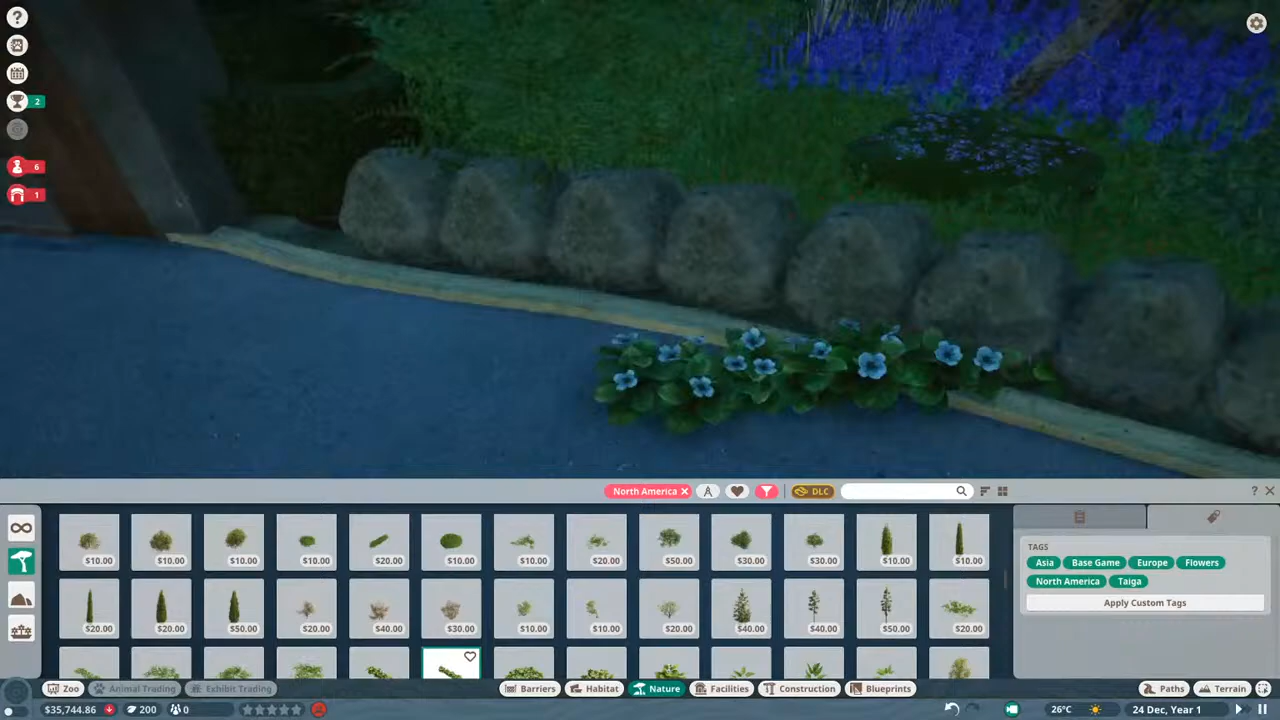 ?
2
6
1
North America ×
DLC
?
$10.00 $10.00 $10.00 $10.00 $20.00 $10.00 $10.00 $20.00 $50.00 $30.00 $30.00 $10.00 $10.00
TAGS
Asia Base Game Europe Flowers
North America Taiga
Apply Custom Tags
$20.00 $20.00 $50.00 $20.00 $40.00 $30.00 $10.00 $10.00 $20.00 $40.00 $40.00 $50.00 $20.00
Zoo Animal Trading Exhibit Trading Barriers Habitat Nature Facilities Construction Blueprints Paths Terrain
$35,744.86 200 0 26°C 24 Dec, Year 1